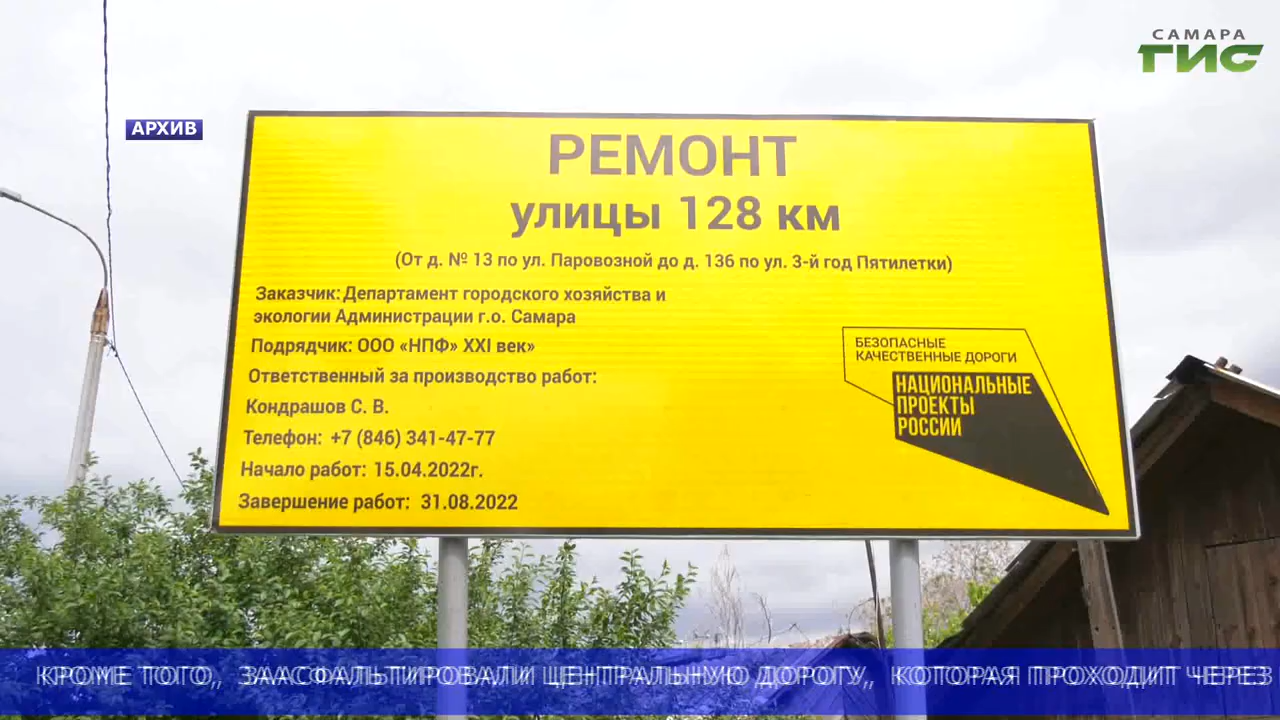 САМАРА
ГИС
АРХИВ
РЕМОНТ
улицы 128 км
(От д. № 13 по ул. Паровозной до д. 136 по ул. 3-й год Пятилетки)
Заказчик: Департамент городского хозяйства и
экологии Администрации г.о. Самара
Подрядчик: ООО «НПФ» XXI век»
Ответственный за производство работ:
Кондрашов С. В.
Телефон: +7 (846) 341-47-77
Начало работ: 15.04.2022г.
Завершение работ: 31.08.2022
БЕЗОПАСНЫЕ
КАЧЕСТВЕННЫЕ ДОРОГИ
НАЦИОНАЛЬНЫЕ
ПРОЕКТЫ
РОССИИ
КРОМЕ ТОГО, ЗААСФАЛЬТИРОВАЛИ ЦЕНТРАЛЬНУЮ ДОРОГУ, КОТОРАЯ ПРОХОДИТ ЧЕРЕЗ